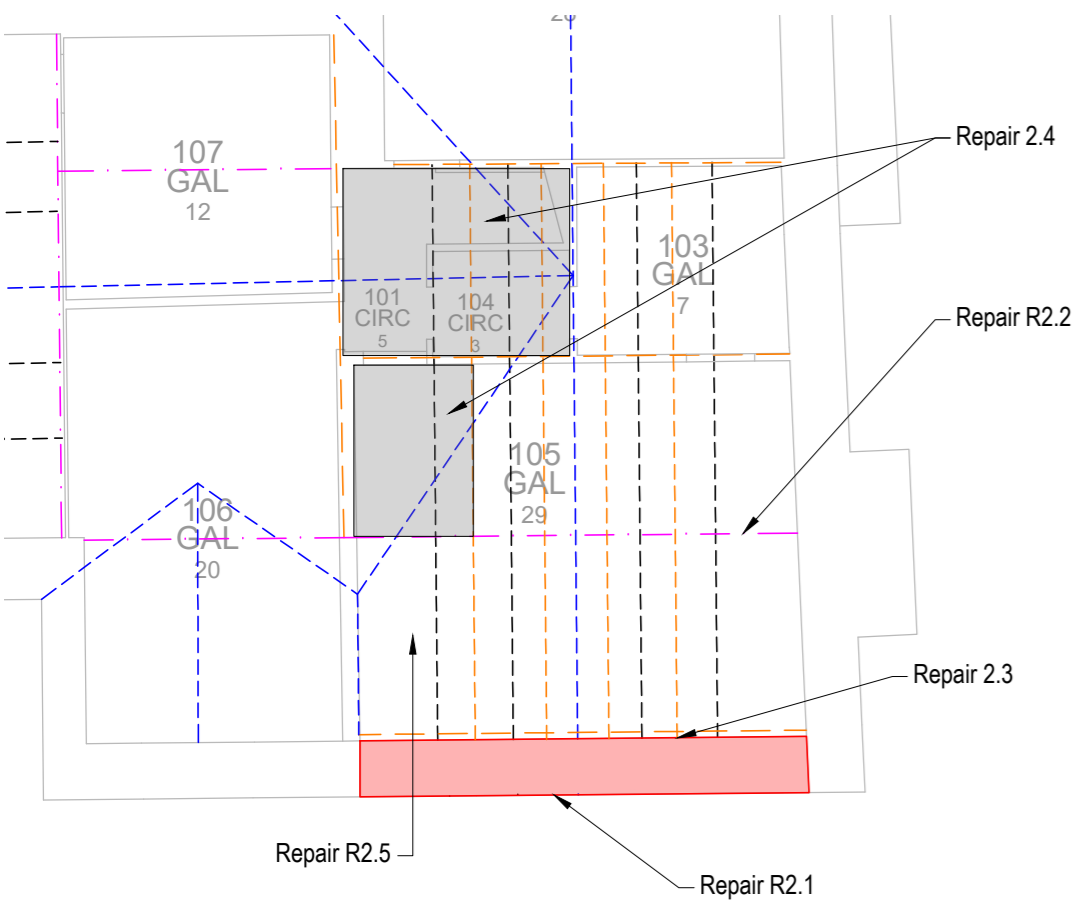 Repair 2.4
107
GAL
12
103
GAL
7
101
CIRC
5
104
CIRC
3
Repair R2.2
105
GAL
29
106
GAL
20
Repair 2.3
Repair R2.5
Repair R2.1